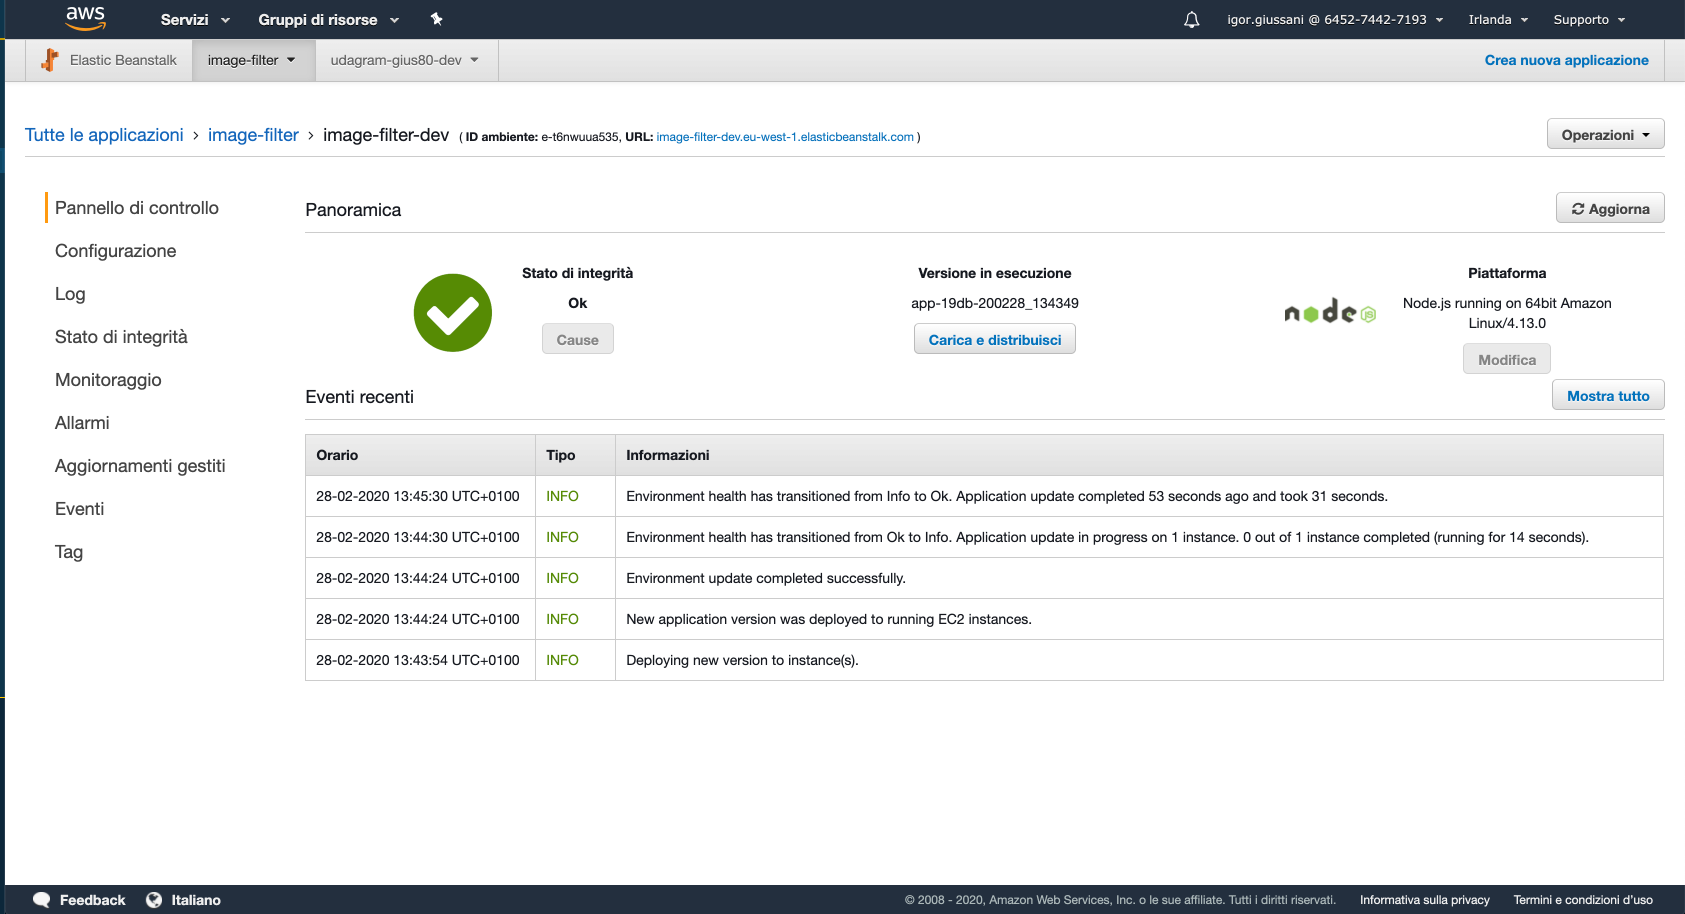 aws Servizi Gruppi di risorse igor.giussani @ 6452-7442-7193 Irlanda Supporto
Elastic Beanstalk image-filter udagram-gius80-dev Crea nuova applicazione
Tutte le applicazioni › image-filter › image-filter-dev ( ID ambiente: e-t6nwuua535, URL: image-filter-dev.eu-west-1.elasticbeanstalk.com ) Operazioni
Pannello di controllo
Configurazione
Log
Stato di integrità
Monitoraggio
Allarmi
Aggiornamenti gestiti
Eventi
Tag
Panoramica Aggiorna
Stato di integrità
Ok
Cause
Versione in esecuzione
app-19db-200228_134349
Carica e distribuisci
node JS
Piattaforma
Node.js running on 64bit Amazon
Linux/4.13.0
Modifica
Eventi recenti Mostra tutto
Orario Tipo Informazioni
28-02-2020 13:45:30 UTC+0100 INFO Environment health has transitioned from Info to Ok. Application update completed 53 seconds ago and took 31 seconds.
28-02-2020 13:44:30 UTC+0100 INFO Environment health has transitioned from Ok to Info. Application update in progress on 1 instance. 0 out of 1 instance completed (running for 14 seconds).
28-02-2020 13:44:24 UTC+0100 INFO Environment update completed successfully.
28-02-2020 13:44:24 UTC+0100 INFO New application version was deployed to running EC2 instances.
28-02-2020 13:43:54 UTC+0100 INFO Deploying new version to instance(s).
Feedback Italiano © 2008 - 2020, Amazon Web Services, Inc. o le sue affiliate. Tutti i diritti riservati. Informativa sulla privacy Termini e condizioni d'uso